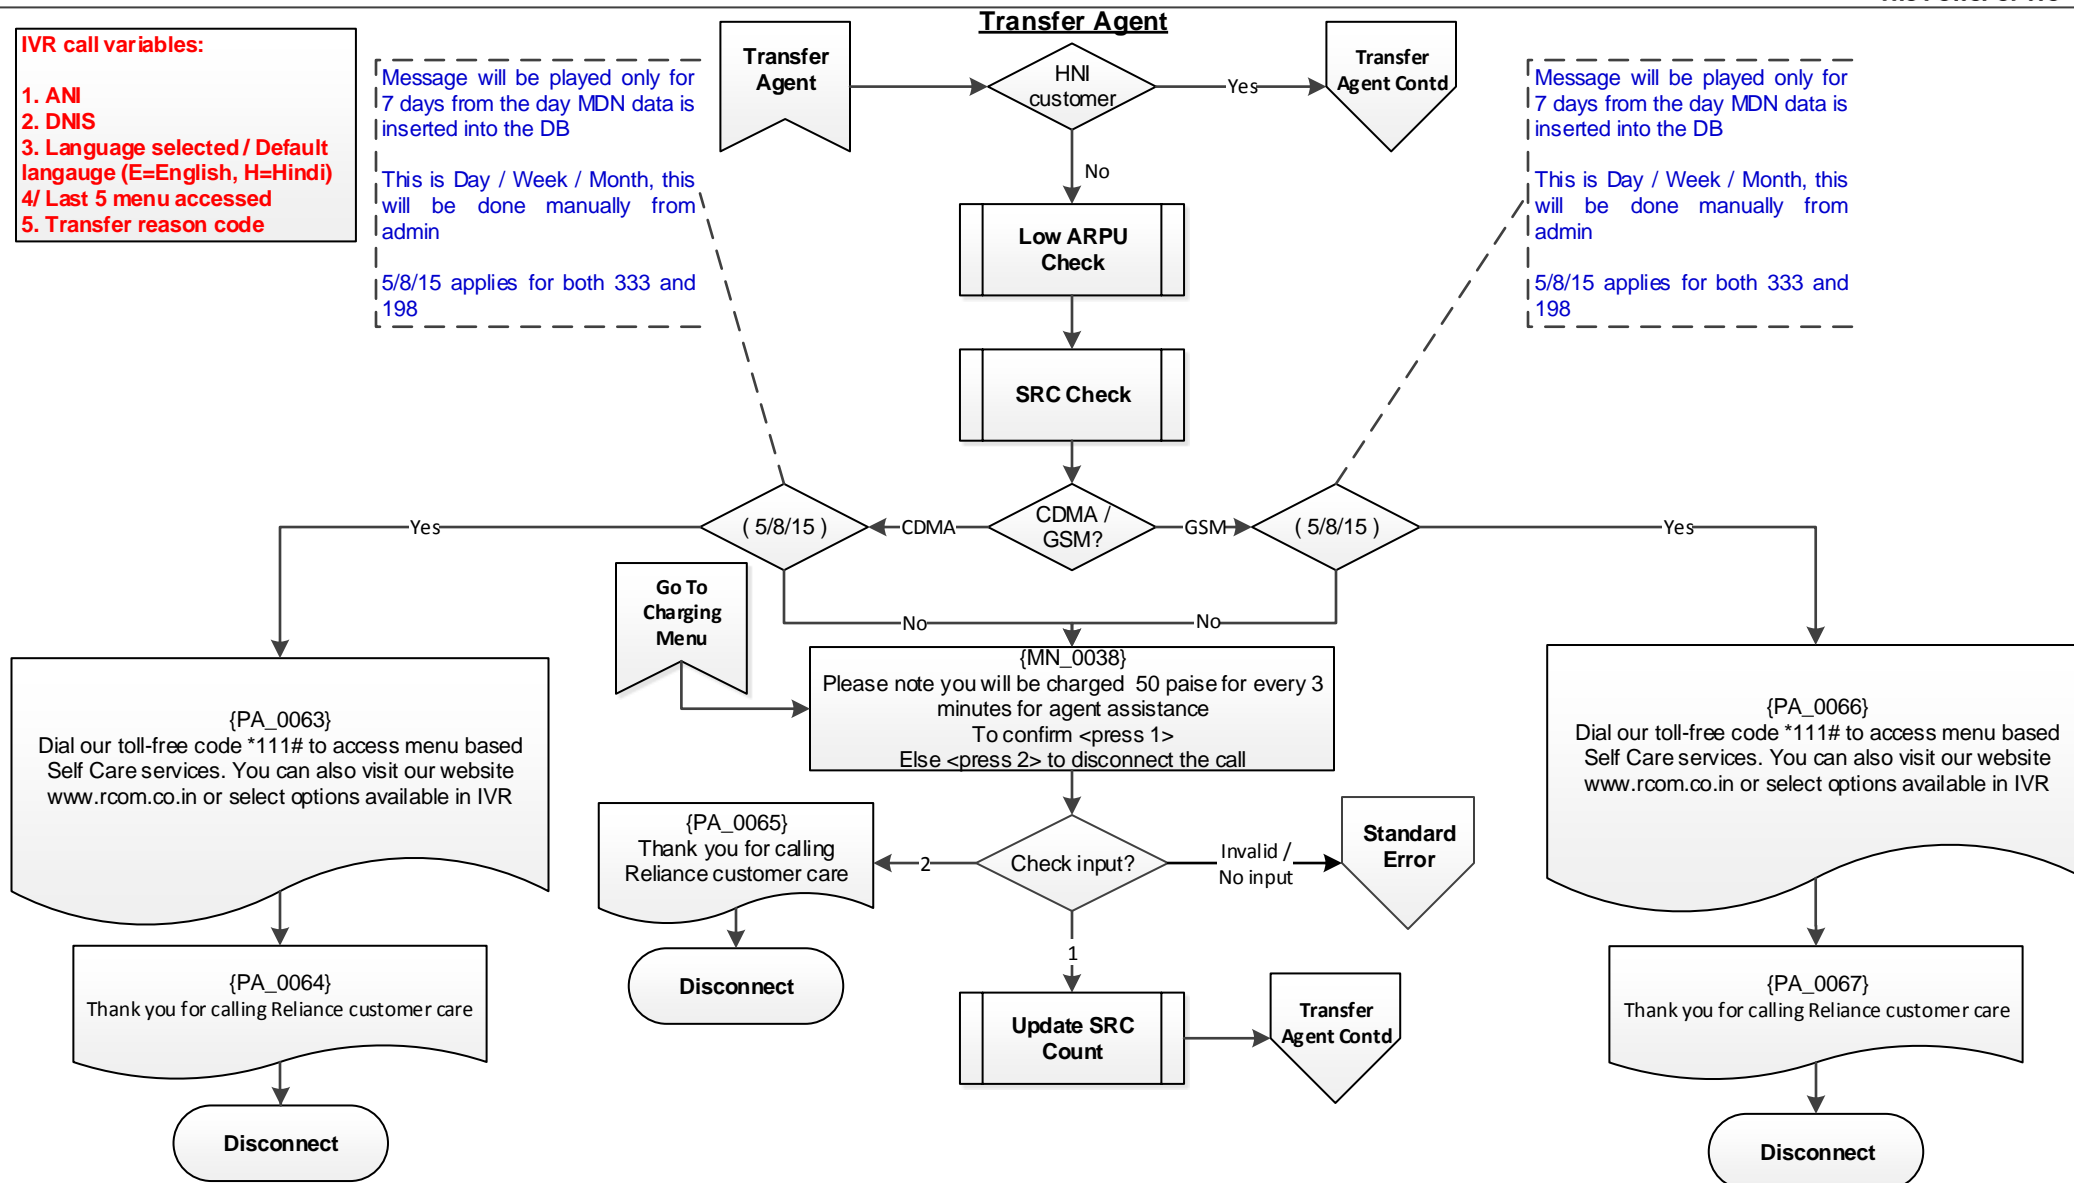 Transfer Agent
IVR call variables:
1. ANI
2. DNIS
3. Language selected / Default
langauge (E=English, H=Hindi)
4/ Last 5 menu accessed
5. Transfer reason code
Message will be played only for
7 days from the day MDN data is
inserted into the DB
This is Day / Week / Month, this
will be done manually from
admin
5/8/15 applies for both 333 and
198
Transfer
Agent
HNI
customer
Yes
Transfer
Agent Contd
Message will be played only for
7 days from the day MDN data is
inserted into the DB
This is Day / Week / Month, this
will be done manually from
admin
5/8/15 applies for both 333 and
198
No
Low ARPU
Check
SRC Check
Yes
( 5/8/15 )
CDMA
CDMA /
GSM?
GSM
( 5/8/15 )
Yes
Go To
Charging
Menu
No
No
{MN_0038}
Please note you will be charged 50 paise for every 3
minutes for agent assistance
To confirm <press 1>
Else <press 2> to disconnect the call
{PA_0063}
Dial our toll-free code *111# to access menu based
Self Care services. You can also visit our website
www.rcom.co.in or select options available in IVR
{PA_0066}
Dial our toll-free code *111# to access menu based
Self Care services. You can also visit our website
www.rcom.co.in or select options available in IVR
{PA_0065}
Thank you for calling
Reliance customer care
2
Check input?
Invalid /
No input
Standard
Error
Disconnect
1
{PA_0064}
Thank you for calling Reliance customer care
Update SRC
Count
Transfer
Agent Contd
{PA_0067}
Thank you for calling Reliance customer care
Disconnect
Disconnect